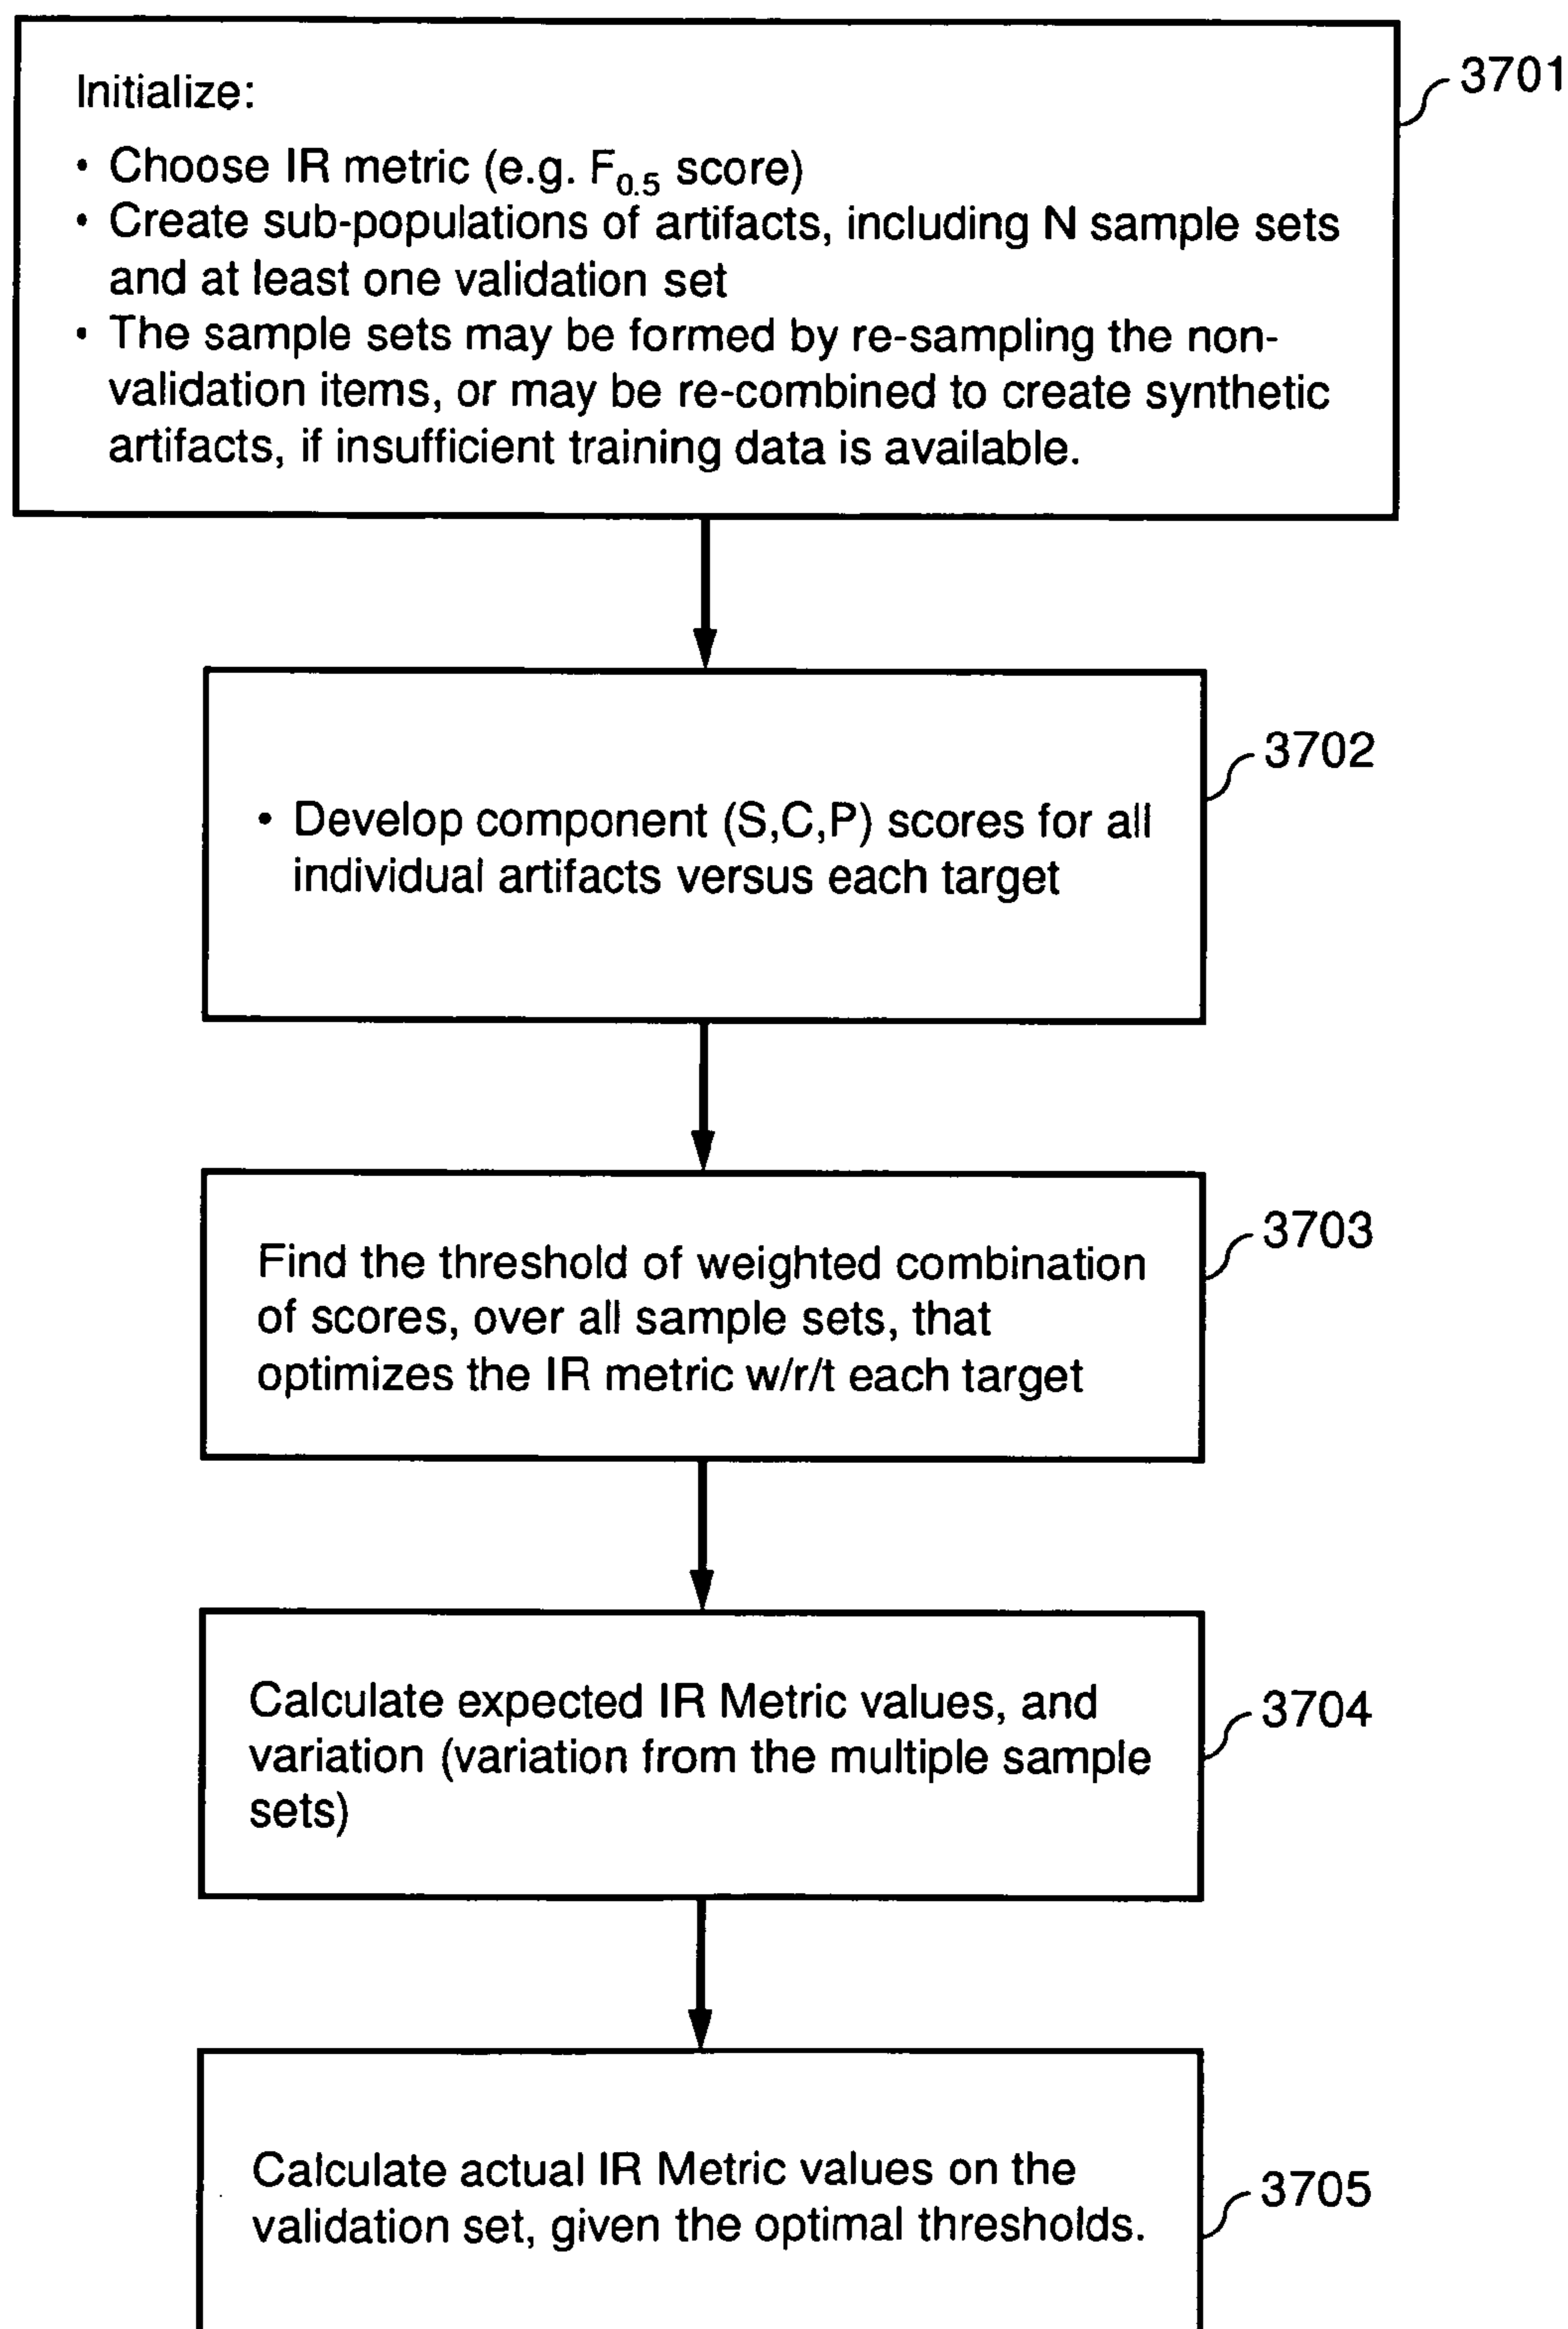 Initialize:
• Choose IR metric (e.g. F0.5 score)
• Create sub-populations of artifacts, including N sample sets
and at least one validation set
• The sample sets may be formed by re-sampling the non-
validation items, or may be re-combined to create synthetic
artifacts, if insufficient training data is available.
3701
• Develop component (S,C,P) scores for all
individual artifacts versus each target
3702
Find the threshold of weighted combination
of scores, over all sample sets, that
optimizes the IR metric w/r/t each target
3703
Calculate expected IR Metric values, and
variation (variation from the multiple sample
sets)
3704
Calculate actual IR Metric values on the
validation set, given the optimal thresholds.
3705